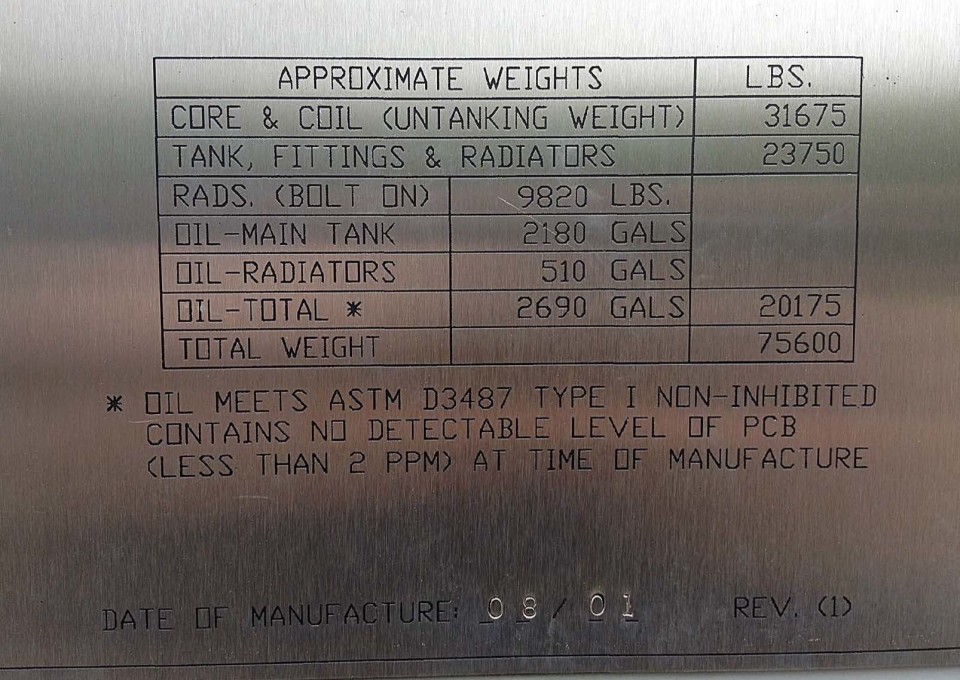 APPROXIMATE WEIGHTS LBS.
CORE & COIL (UNTANKING WEIGHT) 31675
TANK, FITTINGS & RADIATORS 23750
RADS. (BOLT ON) 9820 LBS.
OIL-MAIN TANK 2180 GALS
OIL-RADIATORS 510 GALS
OIL-TOTAL * 2690 GALS 20175
TOTAL WEIGHT 75600
* OIL MEETS ASTM D3487 TYPE I NON-INHIBITED
CONTAINS NO DETECTABLE LEVEL OF PCB
(LESS THAN 2 PPM) AT TIME OF MANUFACTURE
DATE OF MANUFACTURE: 08/01 REV. (1)